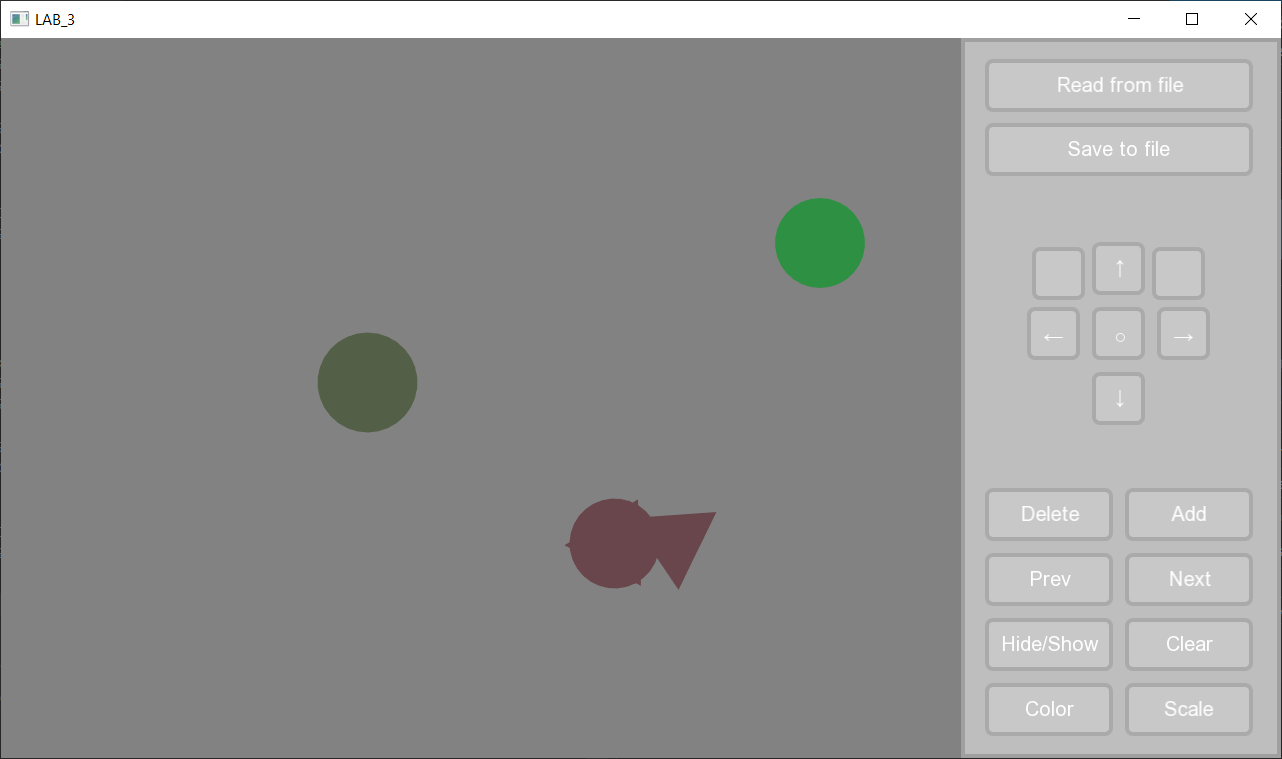 LAB_3
Read from file
Save to file
↑
← ○ →
↓
Delete Add
Prev Next
Hide/Show Clear
Color Scale